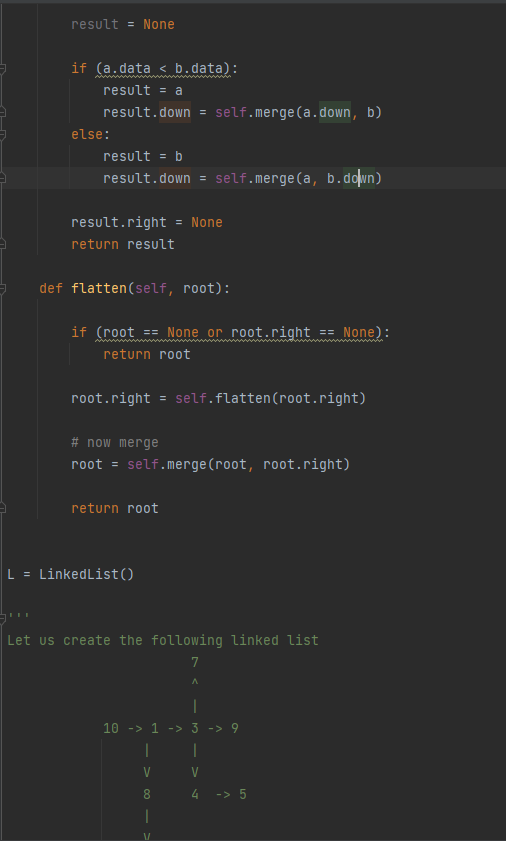 result = None

        if (a.data < b.data):
            result = a
            result.down = self.merge(a.down, b)
        else:
            result = b
            result.down = self.merge(a, b.down)

        result.right = None
        return result

    def flatten(self, root):

        if (root == None or root.right == None):
            return root

        root.right = self.flatten(root.right)

        # now merge
        root = self.merge(root, root.right)

        return root


L = LinkedList()

'''
Let us create the following linked list
                       7
                       ^
                       |
            10 -> 1 -> 3 -> 9
                 |     |
                 V     V
                 8     4  -> 5
                 |
                 V